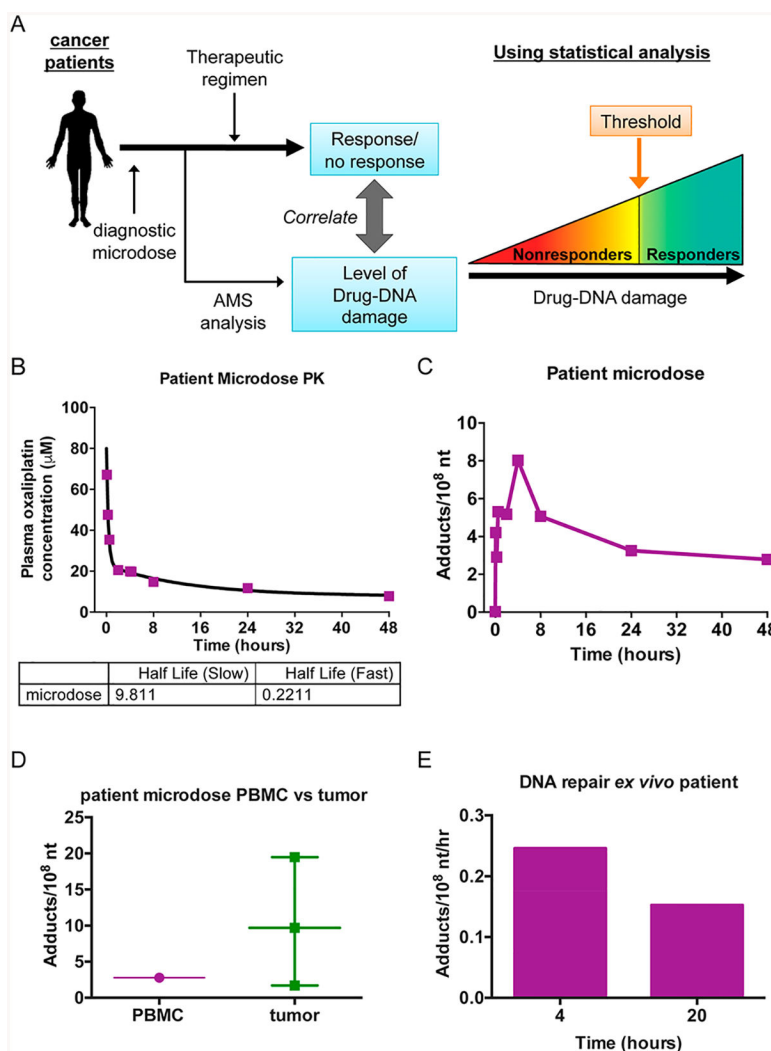 A
cancer
patients
Therapeutic
regimen
Using statistical analysis
Response/
no response
Threshold
diagnostic
microdose
Correlate
AMS
analysis
Level of
Drug-DNA
damage
Nonresponders
Responders
Drug-DNA damage
B
Patient Microdose PK
Plasma oxaliplatin
concentration (μM)
100
80
60
40
20
0
0 8 16 24 32 40 48
Time (hours)
Half Life (Slow) Half Life (Fast)
microdose 9.811 0.2211
C
Patient microdose
Adducts/10⁸ nt
10
8
6
4
2
0
0 8 16 24 32 40 48
Time (hours)
D
patient microdose PBMC vs tumor
Adducts/10⁸ nt
25
20
15
10
5
0
PBMC tumor
E
DNA repair ex vivo patient
Adducts/10⁸ nt/hr
0.3
0.2
0.1
0.0
4 20
Time (hours)